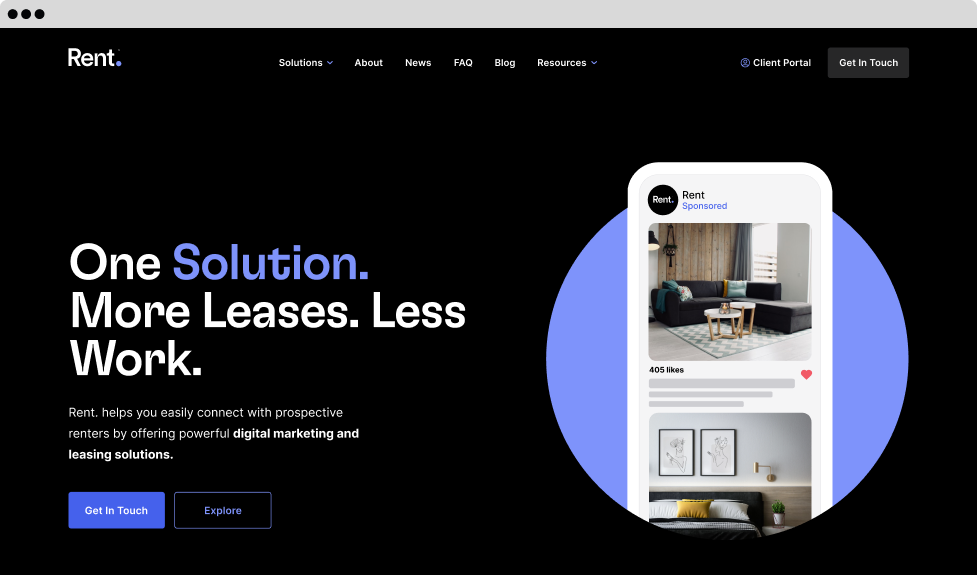 Rent.
Solutions About News FAQ Blog Resources Client Portal Get In Touch
One Solution.
More Leases. Less
Work.
Rent. helps you easily connect with prospective
renters by offering powerful digital marketing and
leasing solutions.
Get In Touch Explore
Rent.
Rent
Sponsored
405 likes